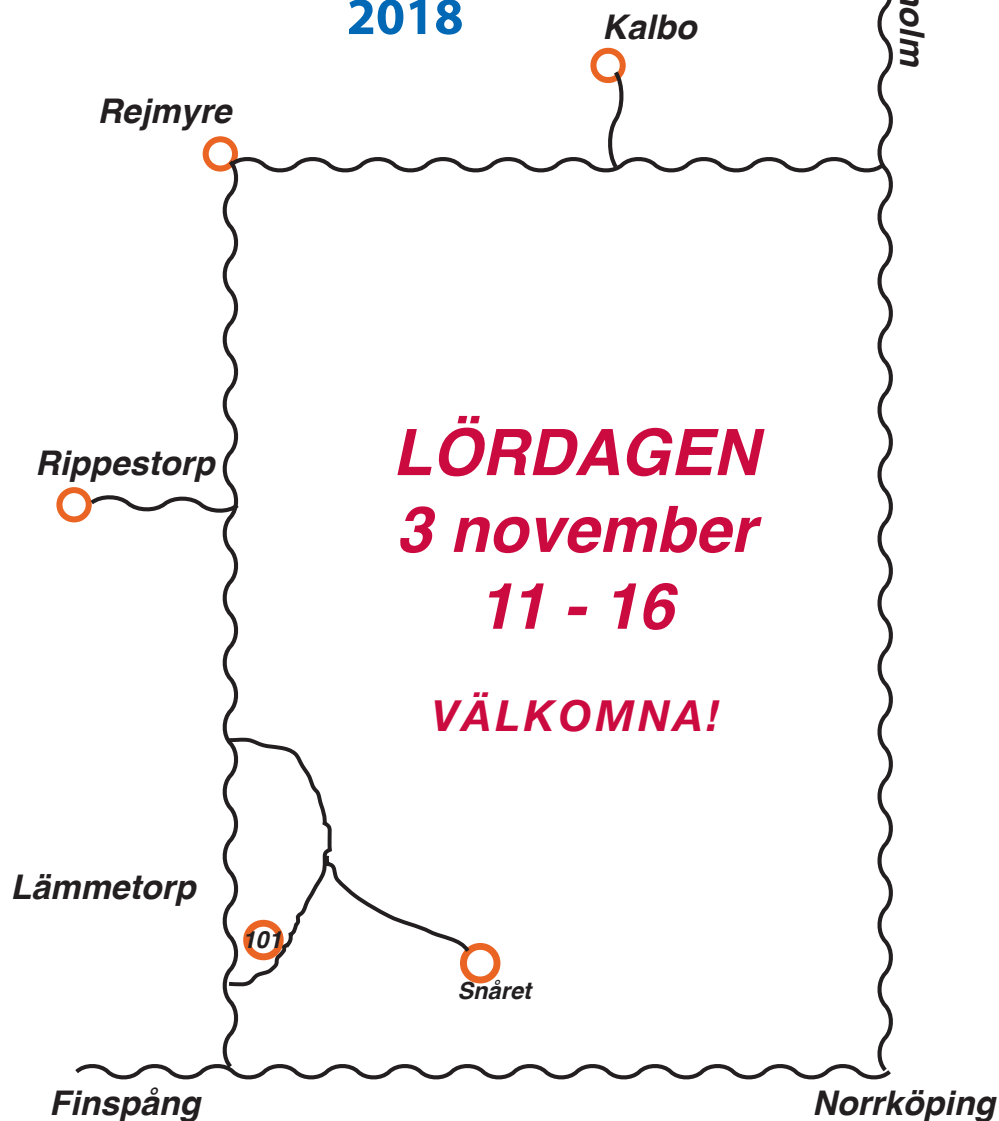 2018
Kalbo
Rejmyre
Rippestorp
LÖRDAGEN
3 november
11 - 16
VÄLKOMNA!
Lämmetorp
101
Snåret
Finspång
Norrköping